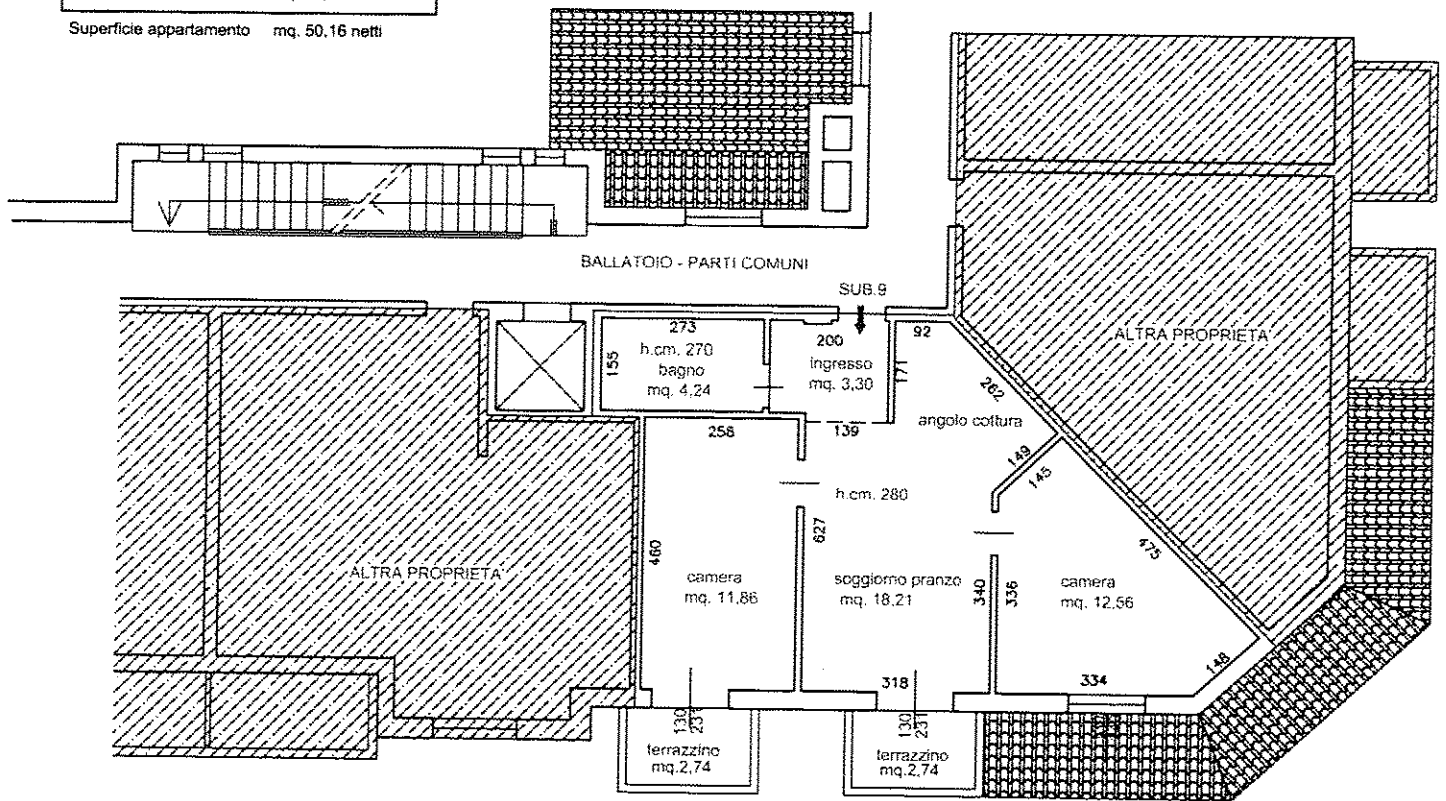 Superficie appartamento mq. 50,16 netti
BALLATOIO - PARTI COMUNI
SUB.9
ALTRA PROPRIETA'
273
h.cm. 270
bagno
mq. 4,24
155
200
ingresso
mq. 3,30
171
92
262
angolo cottura
258
139
149
145
h.cm. 280
627
460
475
ALTRA PROPRIETA'
camera
mq. 11,86
soggiorno pranzo
mq. 18,21
340
336
camera
mq. 12,56
148
318
334
130
231
terrazzino
mq.2,74
130
231
terrazzino
mq.2,74